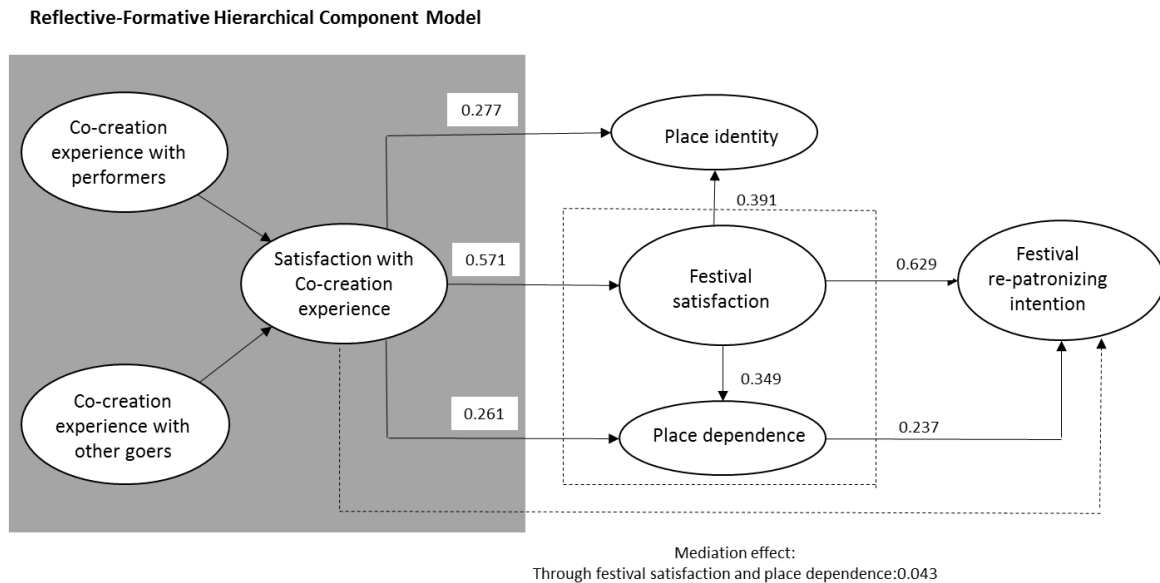 Reflective-Formative Hierarchical Component Model
Co-creation
experience with
performers
0.277
Place identity
0.391
Satisfaction with
Co-creation
experience
0.571
Festival
satisfaction
0.629
Festival
re-patronizing
intention
0.349
Co-creation
experience with
other goers
0.261
Place dependence
0.237
Mediation effect:
Through festival satisfaction and place dependence:0.043